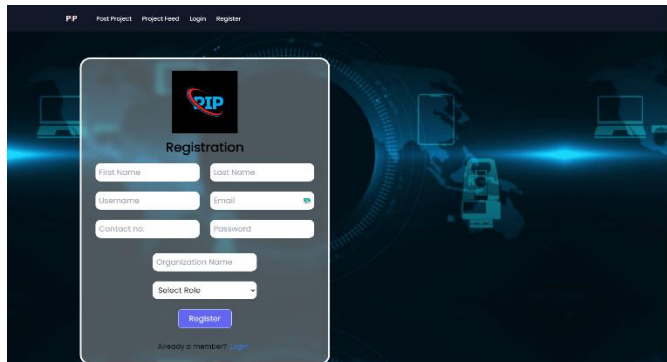 PIP Post Project Project Feed Login Register
PIP
Registration
First Name Last Name
Username Email
Contact no. Password
Organization Name
Select Role
Register
Already a member? Login